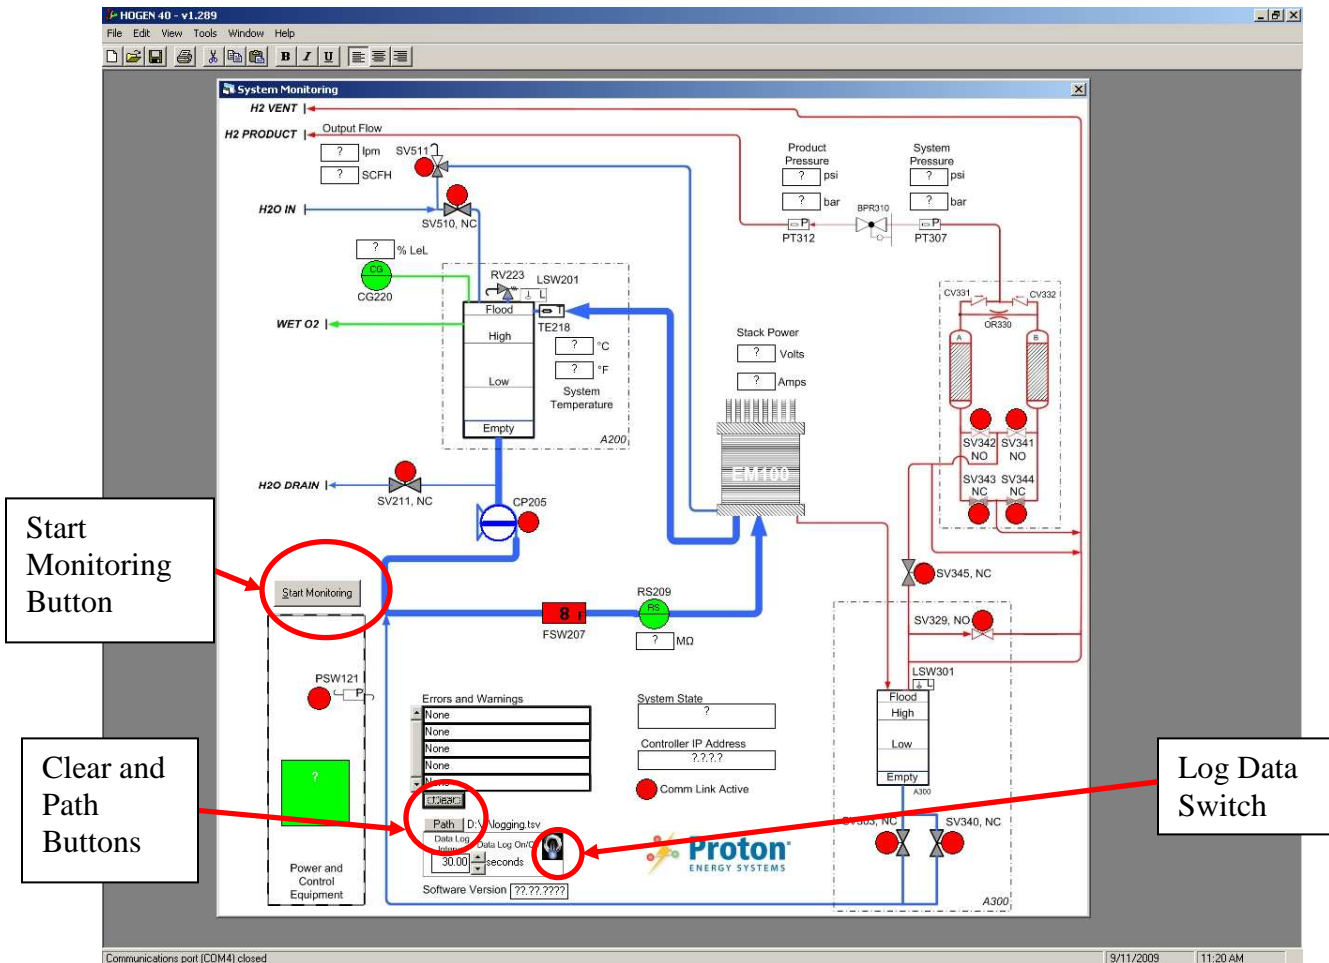 HOGEN 40 - v1.289
File Edit View Tools Window Help
B I U
System Monitoring
H2 VENT
H2 PRODUCT
Output Flow
? lpm
? SCFH
SV511
H2O IN
SV510, NC
Product
Pressure
? psi
? bar
System
Pressure
? psi
? bar
BPR310
P
PT312
P
PT307
? % LeL
CG
CG220
RV223
LSW201
L
T
TE218
Flood
High
Low
Empty
? °C
? °F
System
Temperature
A200
WET O2
Stack Power
? Volts
? Amps
EM100
CV331
CV332
OR330
A
B
SV342
NO
SV341
NO
SV343
NC
SV344
NC
H2O DRAIN
SV211, NC
CP205
Start
Monitoring
Button
Start Monitoring
8 F
FSW207
RS209
RS
? MΩ
SV345, NC
SV329, NO
LSW301
L
Flood
High
Low
Empty
A300
PSW121
P
?
Power and
Control
Equipment
Errors and Warnings
None
None
None
None
None
Clear
Path D:\
\logging.tsv
Data Log
Data Log On/O
30.00 seconds
Software Version ??.??.????
System State
?
Controller IP Address
?.?.?.?
Comm Link Active
Proton
ENERGY SYSTEMS
Clear and
Path
Buttons
Log Data
Switch
NC
SV340, NC
A300
Communications port (COM4) closed
9/11/2009
11:20 AM